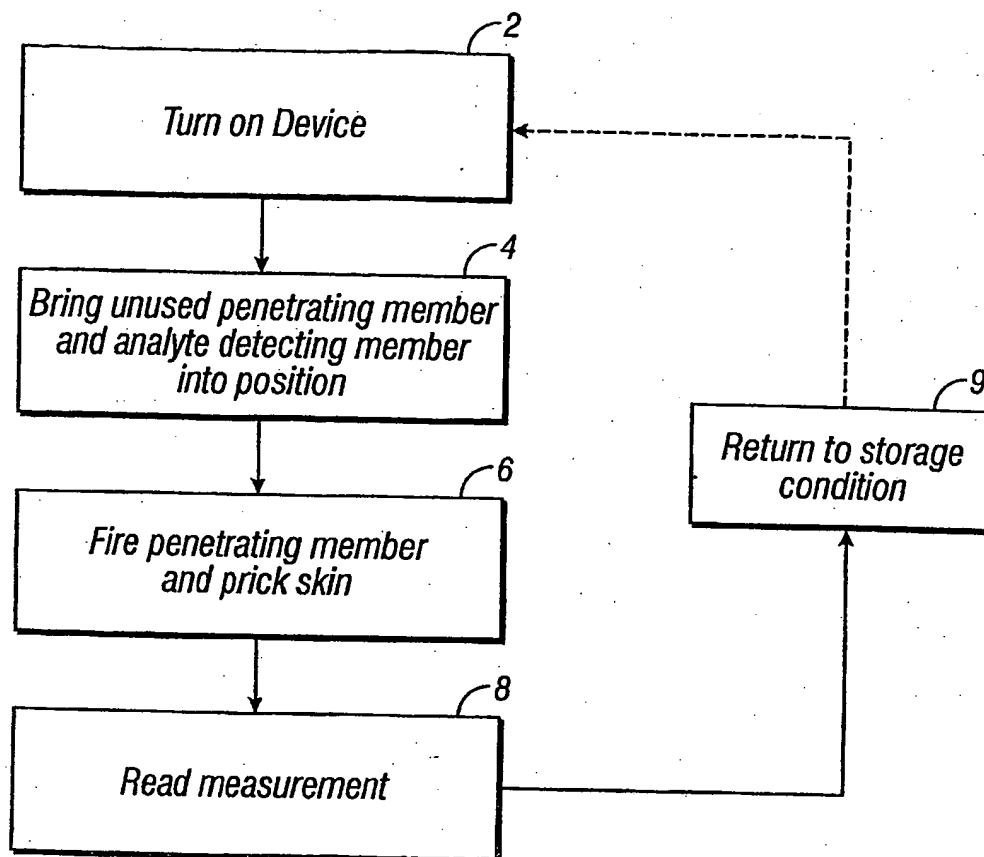 2
Turn on Device
4
Bring unused penetrating member
and analyte detecting member
into position
6
Fire penetrating member
and prick skin
8
Read measurement
9
Return to storage
condition